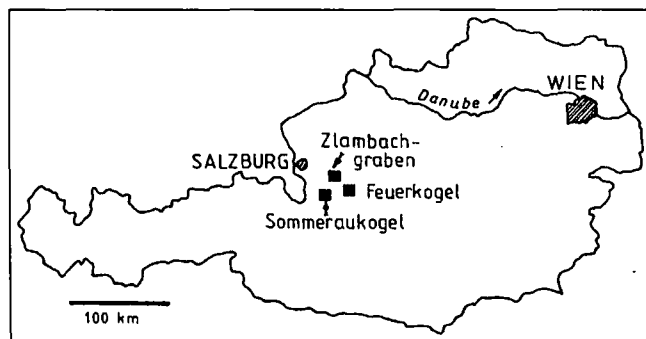 WIEN
Danube
Zlambach-
graben
SALZBURG
Feuerkogel
Sommeraukogel
100 km